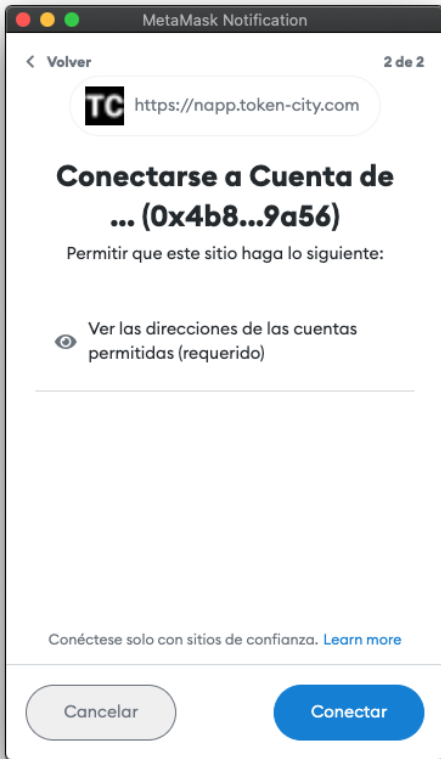 MetaMask Notification
Volver
2 de 2
TC https://napp.token-city.com
Conectarse a Cuenta de
... (0x4b8...9a56)
Permitir que este sitio haga lo siguiente:
Ver las direcciones de las cuentas
permitidas (requerido)
Conéctese solo con sitios de confianza. Learn more
Cancelar
Conectar